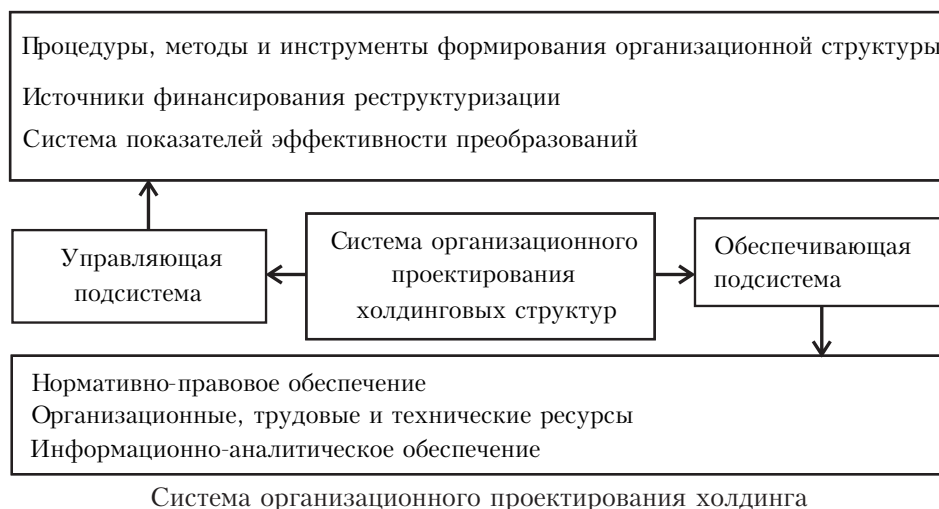 Процедуры, методы и инструменты формирования организационной структуры
Источники финансирования реструктуризации
Система показателей эффективности преобразований
Управляющая
подсистема
Система организационного
проектирования
холдинговых структур
Обеспечивающая
подсистема
Нормативно-правовое обеспечение
Организационные, трудовые и технические ресурсы
Информационно-аналитическое обеспечение
Система организационного проектирования холдинга